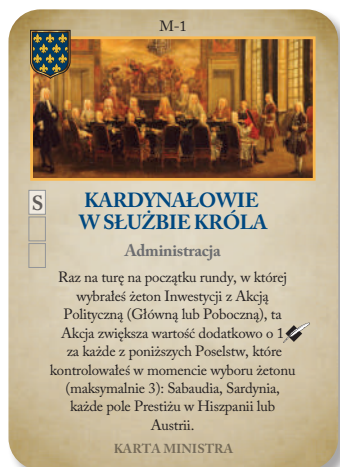 M-1
S
KARDYNAŁOWIE
W SŁUŻBIE KRÓLA
Administracja
Raz na turę na początku rundy, w której
wybrałeś żeton Inwestycji z Akcją
Polityczną (Główną lub Poboczną), ta
Akcja zwiększa wartość dodatkowo o 1
za każde z poniższych Poselstw, które
kontrolowałeś w momencie wyboru żetonu
(maksymalnie 3): Sabaudia, Sardynia,
każde pole Prestiżu w Hiszpanii lub
Austrii.
KARTA MINISTRA